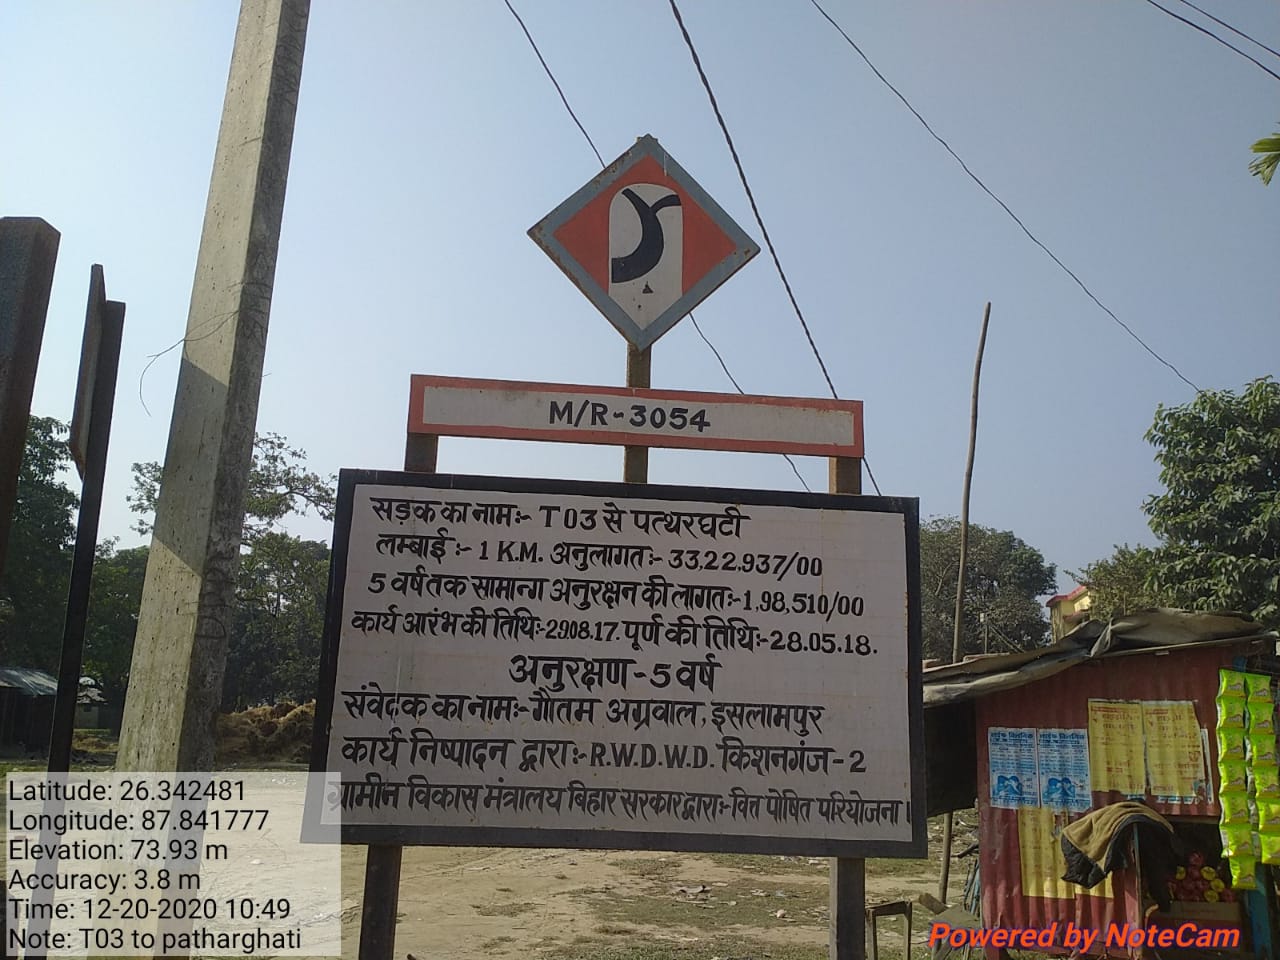 M/R-3054
सड़क का नामः- T03 से पत्थरघटी
लम्बाई :- 1 K.M. अनुलागतः- 33,22,937/00
5 वर्ष तक सामान्ग अनुरक्षन की लागतः-1,98,510/00
कार्य आरंभ की तिथिः-29.08.17. पूर्ण की तिथिः-28.05.18.
अनुरक्षण-5 वर्ष
संवेदक का नामः-गौतम अग्रवाल, इसलामपुर
कार्य निष्पादन द्वाराः-R.W.D.W.D. किशनगंज-2
ग्रामीन विकास मंत्रालय बिहार सरकार द्वाराः-वित्त पोषित परियोजना।
Latitude: 26.342481
Longitude: 87.841777
Elevation: 73.93 m
Accuracy: 3.8 m
Time: 12-20-2020 10:49
Note: T03 to patharghati
Powered by NoteCam